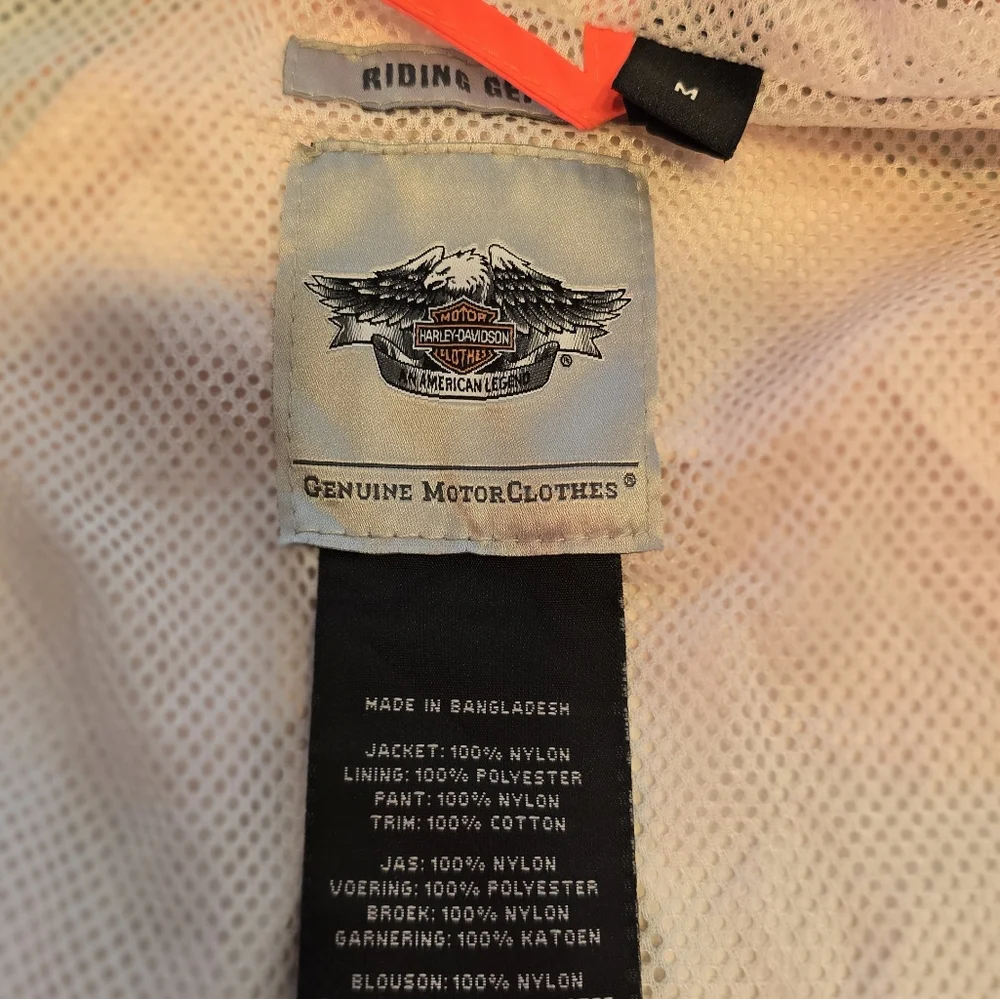 RIDING
M
MOTOR
HARLEY-DAVIDSON
CLOTHES
®
AN AMERICAN LEGEND
GENUINE MOTORCLOTHES®
MADE IN BANGLADESH
JACKET: 100% NYLON
LINING: 100% POLYESTER
PANT: 100% NYLON
TRIM: 100% COTTON
JAS: 100% NYLON
VOERING: 100% POLYESTER
BROEK: 100% NYLON
GARNERING: 100% KATOEN
BLOUSON: 100% NYLON